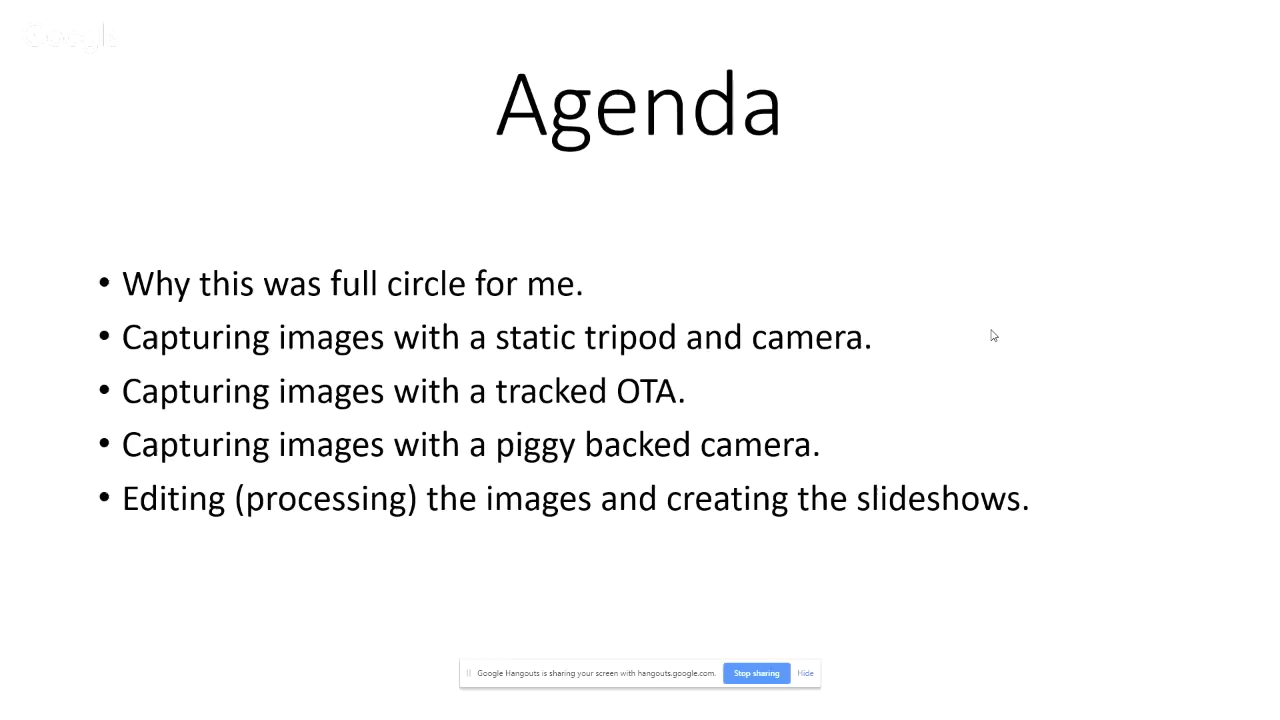 Google
Agenda
• Why this was full circle for me.
• Capturing images with a static tripod and camera.
• Capturing images with a tracked OTA.
• Capturing images with a piggy backed camera.
• Editing (processing) the images and creating the slideshows.
Google Hangouts is sharing your screen with hangouts.google.com. Stop sharing Hide